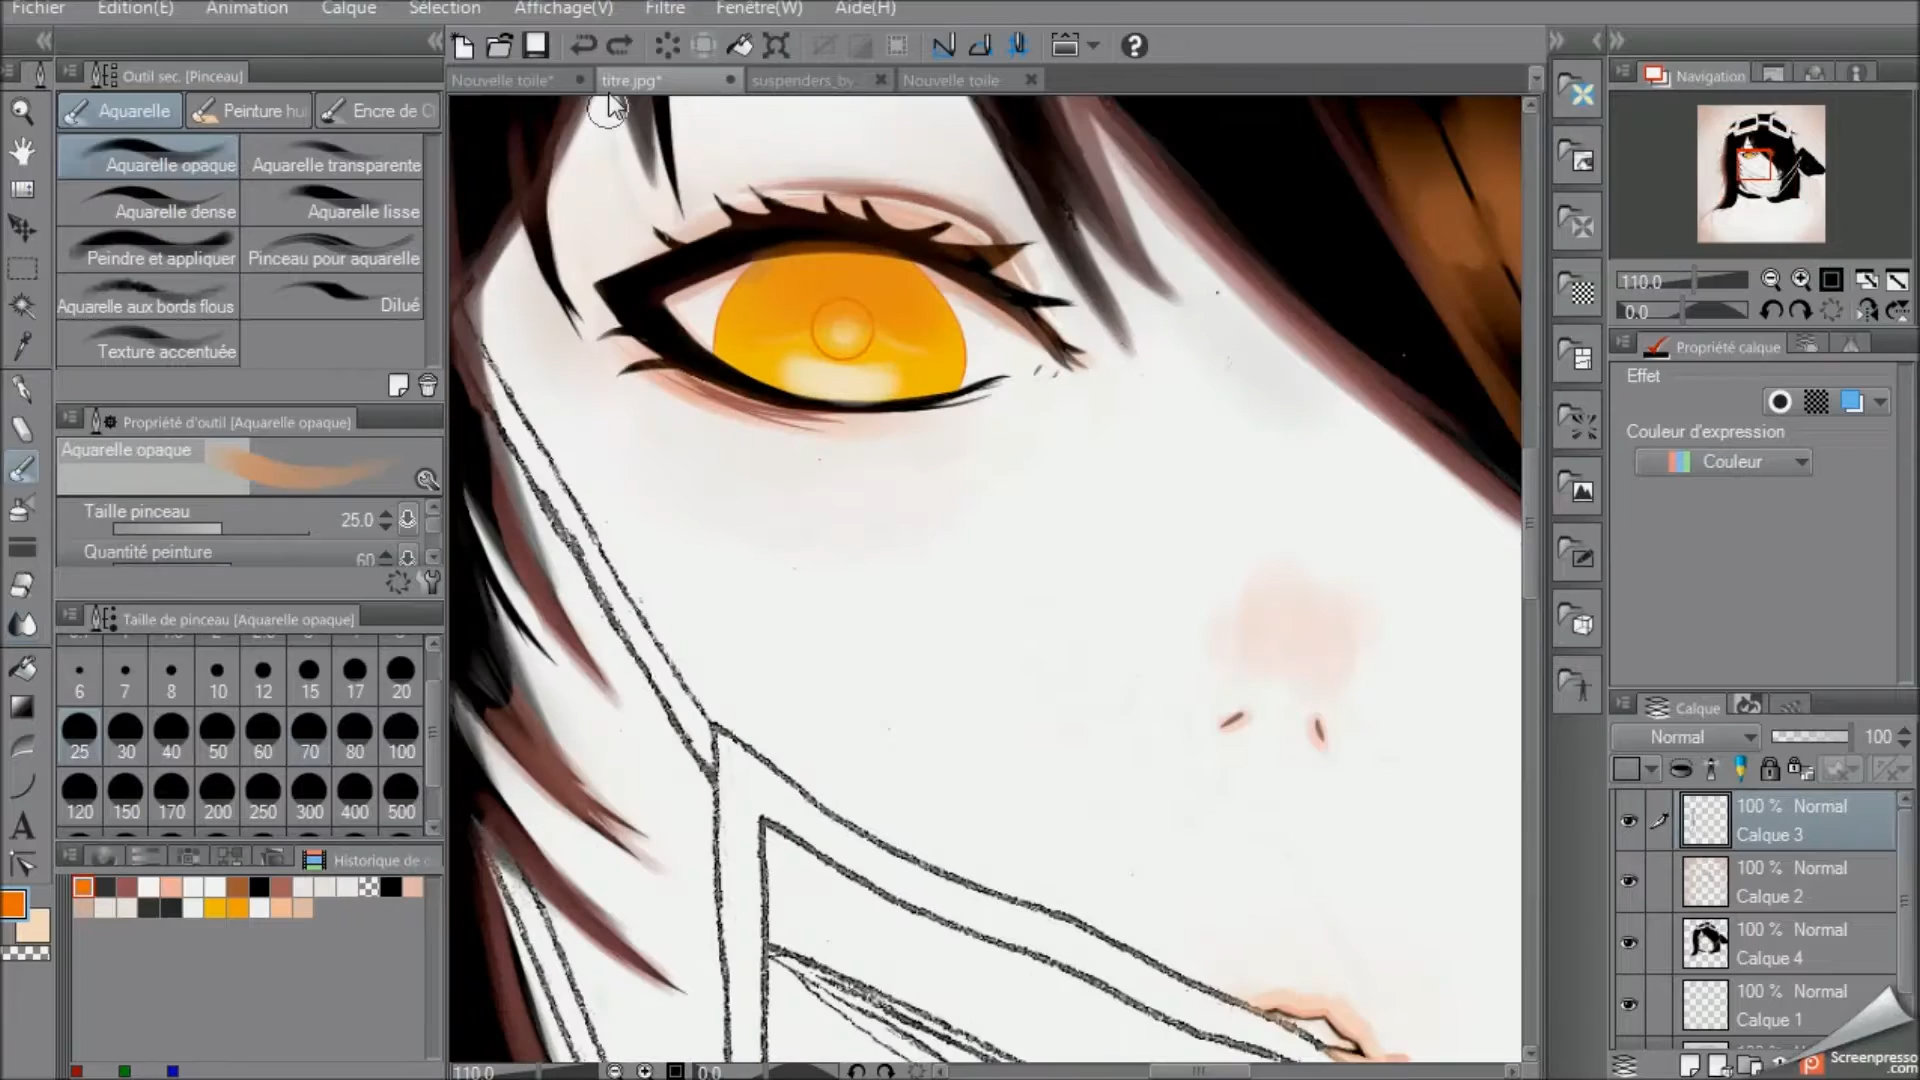 Fichier Edition(E) Animation Calque Sélection Affichage(V) Filtre Fenêtre(W) Aide(H)
Outil sec. [Pinceau]
Aquarelle Peinture hui Encre de C
Aquarelle opaque Aquarelle transparente
Aquarelle dense Aquarelle lisse
Peindre et appliquer Pinceau pour aquarelle
Aquarelle aux bords flous Dilué
Texture accentuée
Propriété d'outil [Aquarelle opaque]
Aquarelle opaque
Taille pinceau 25.0
Quantité peinture 60
Taille de pinceau [Aquarelle opaque]
6 7 8 10 12 15 17 20
25 30 40 50 60 70 80 100
120 150 170 200 250 300 400 500
Historique de c
Nouvelle toile* titre.jpg* suspenders_by Nouvelle toile
110.0 0.0
Navigation
110.0
0.0
Propriété calque
Effet
Couleur d'expression
Couleur
Calque
Normal 100
100 % Normal
Calque 3
100 % Normal
Calque 2
100 % Normal
Calque 4
100 % Normal
Calque 1
Screenpresso
.com